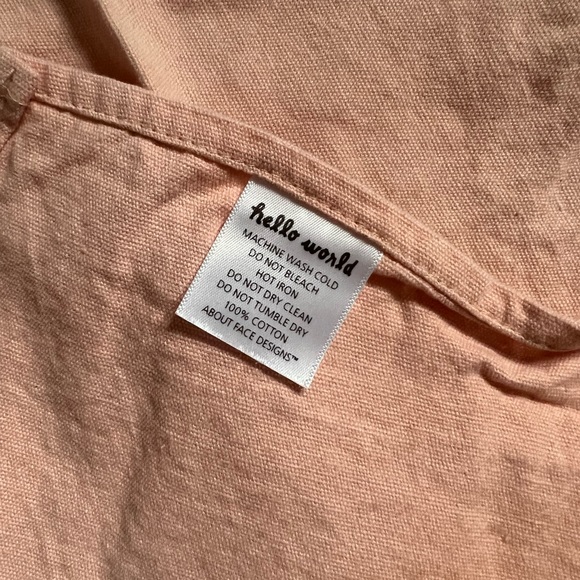 hello world
MACHINE WASH COLD
DO NOT BLEACH
HOT IRON
DO NOT DRY CLEAN
DO NOT TUMBLE DRY
100% COTTON
ABOUT FACE DESIGNS™